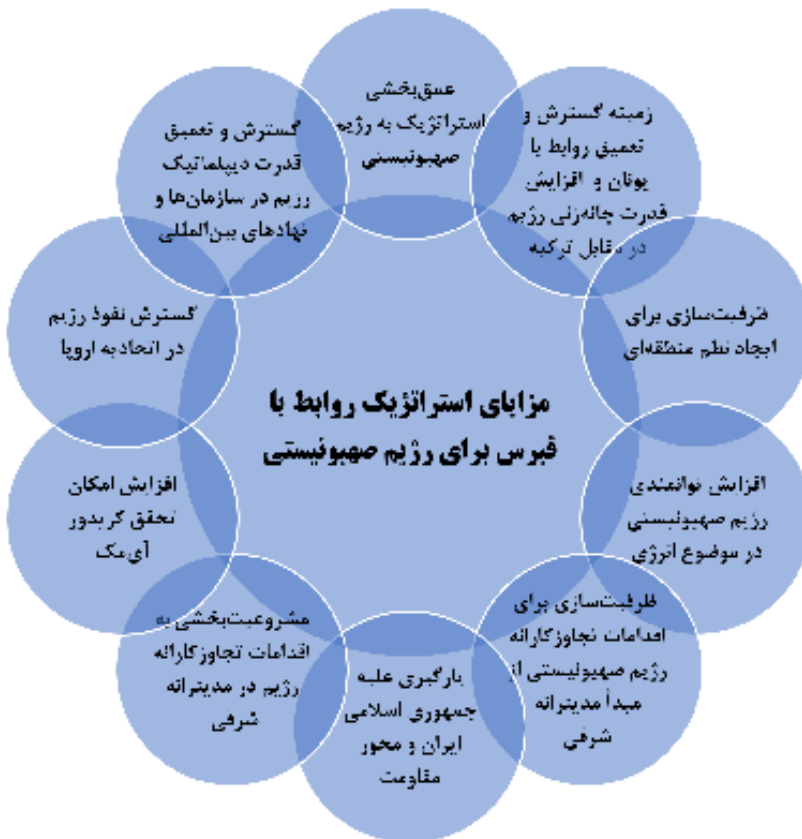 عمق‌بخشی
استراتژیک به رژیم
صهیونیستی
زمینه گسترش و
تعمیق روابط با
یونان و افزایش
قدرت چانه‌زنی رژیم
در مقابل ترکیه
ظرفیت‌سازی برای
ایجاد نظم منطقه‌ای
افزایش توانمندی
رژیم صهیونیستی
در موضوع انرژی
ظرفیت‌سازی برای
اقدامات تجاوزکارانه
رژیم صهیونیستی از
مبدأ مدیترانه
شرقی
یارگیری علیه
جمهوری اسلامی
ایران و محور
مقاومت
مشروعیت‌بخشی به
اقدامات تجاوزکارانه
رژیم در مدیترانه
شرقی
افزایش امکان
تحقق کریدور
آی‌مک
گسترش نفوذ رژیم
در اتحادیه اروپا
گسترش و تعمیق
قدرت دیپلماتیک
رژیم در سازمان‌ها و
نهادهای بین‌المللی
مزایای استراتژیک روابط با
قبرس برای رژیم صهیونیستی